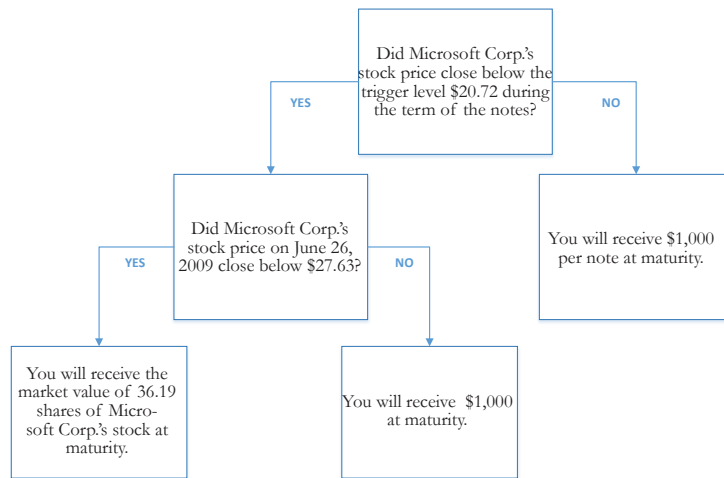 Did Microsoft Corp.'s
stock price close below the
trigger level $20.72 during
the term of the notes?
YES
NO
Did Microsoft Corp.'s
stock price on June 26,
2009 close below $27.63?
You will receive $1,000
per note at maturity.
YES
NO
You will receive the
market value of 36.19
shares of Micro-
soft Corp.'s stock at
maturity.
You will receive $1,000
at maturity.